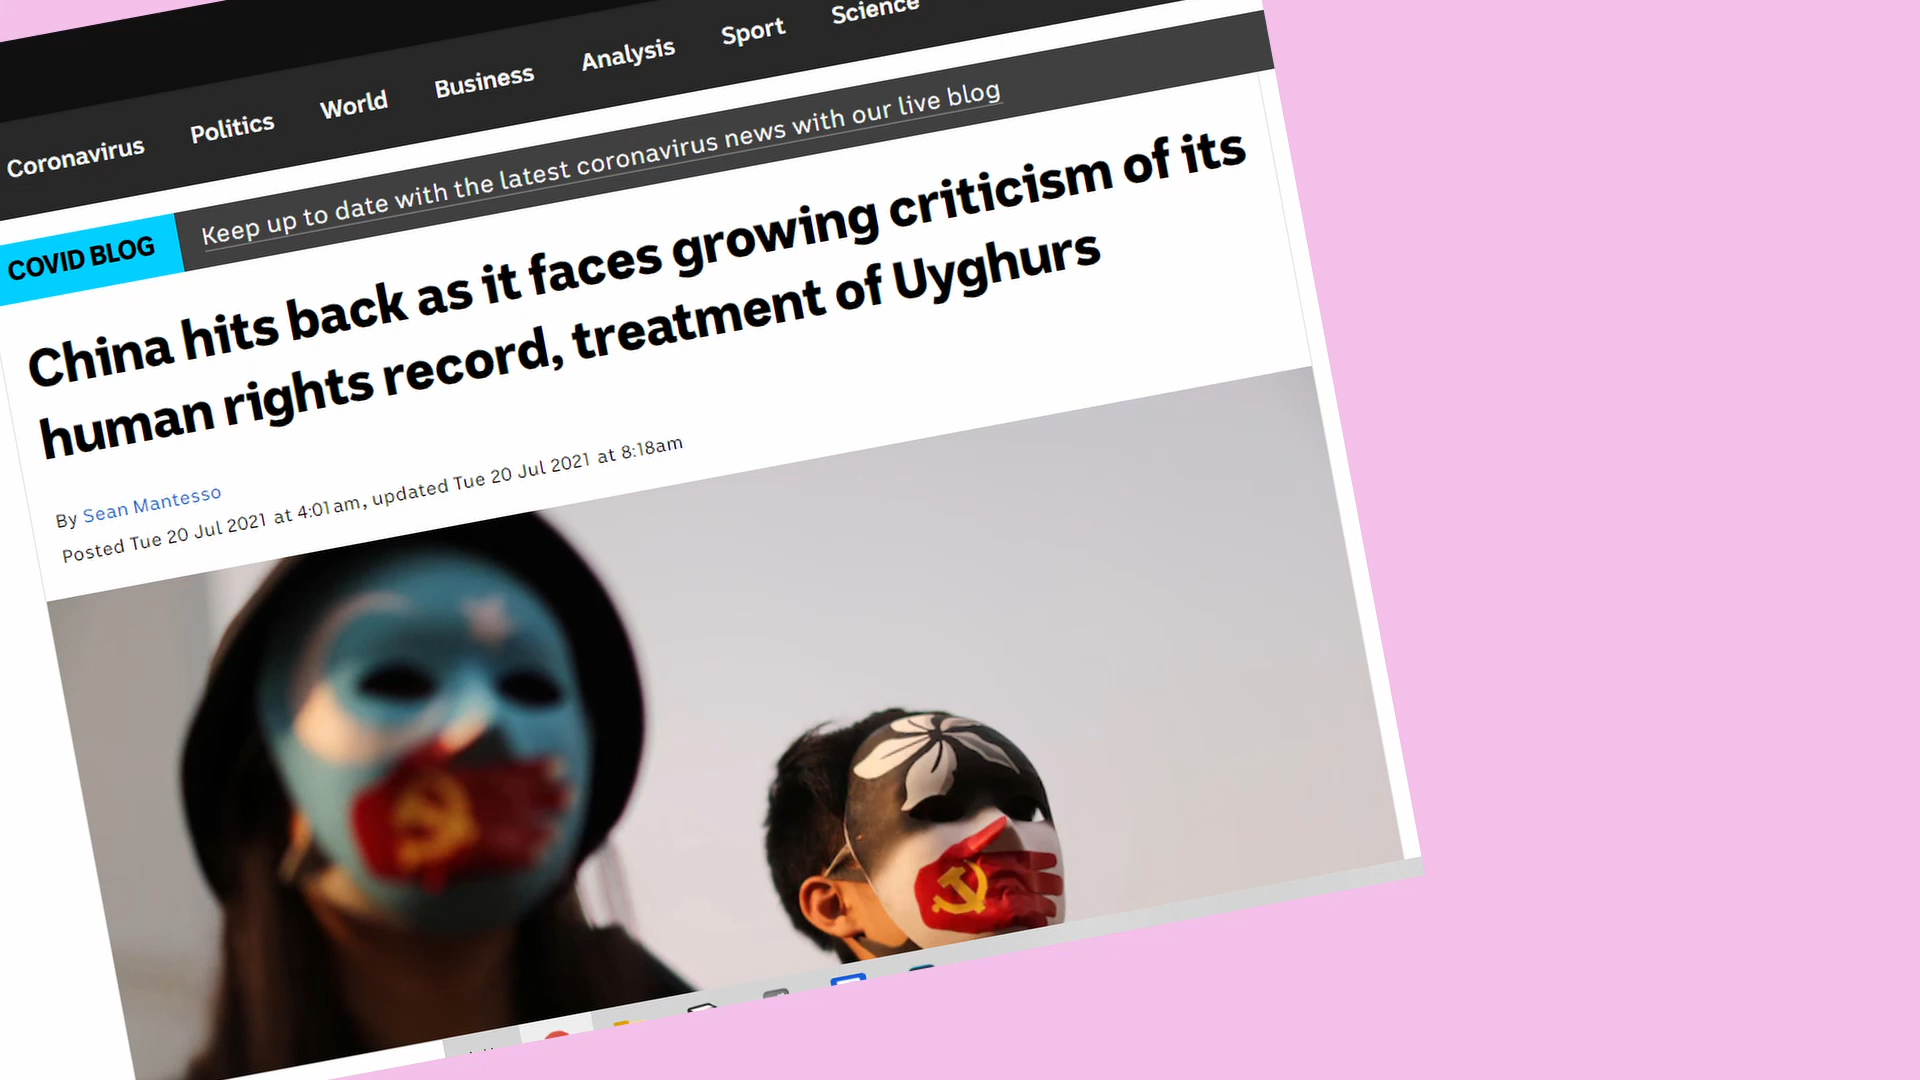 Coronavirus Politics World Business Analysis Sport Science
COVID BLOG Keep up to date with the latest coronavirus news with our live blog
China hits back as it faces growing criticism of its
human rights record, treatment of Uyghurs
By Sean Mantesso
Posted Tue 20 Jul 2021 at 4:01am, updated Tue 20 Jul 2021 at 8:18am